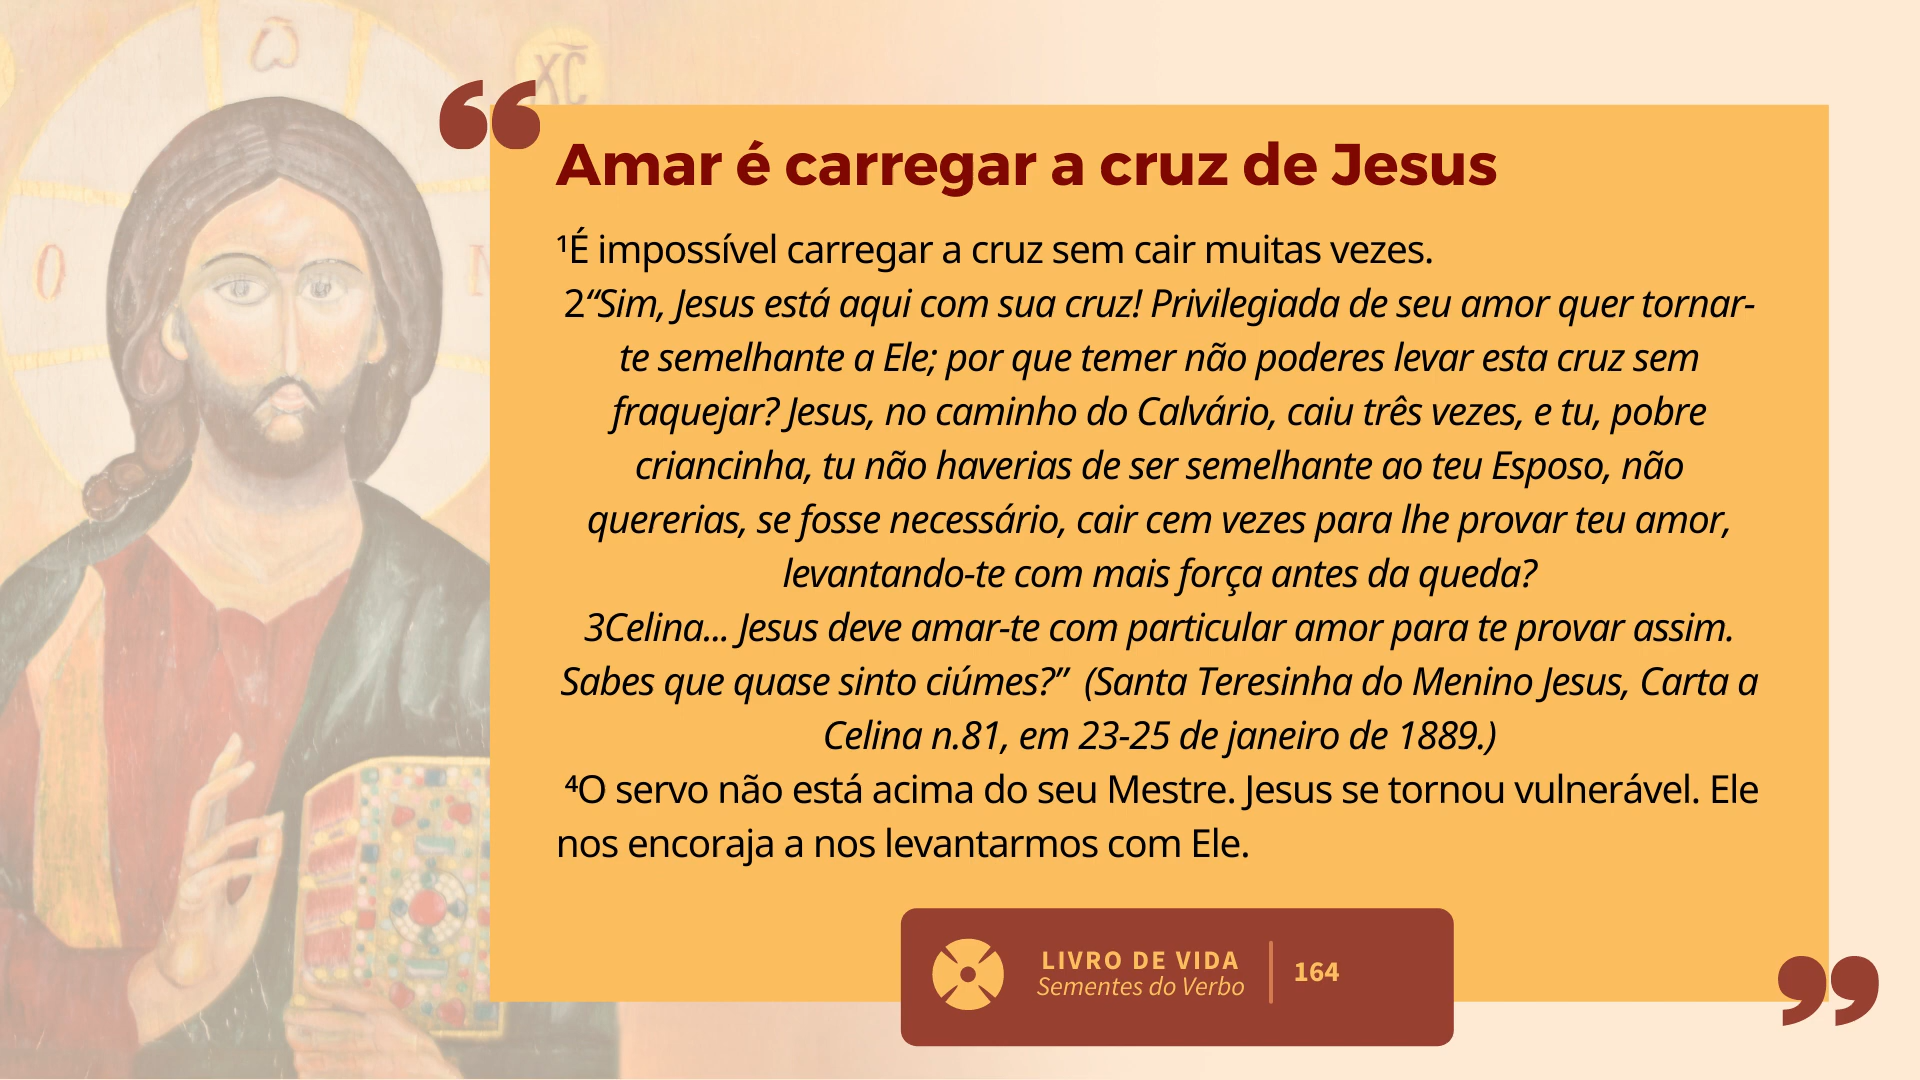 ω
XC
O
“
Amar é carregar a cruz de Jesus
¹É impossível carregar a cruz sem cair muitas vezes.
2“Sim, Jesus está aqui com sua cruz! Privilegiada de seu amor quer tornar-
te semelhante a Ele; por que temer não poderes levar esta cruz sem
fraquejar? Jesus, no caminho do Calvário, caiu três vezes, e tu, pobre
criancinha, tu não haverias de ser semelhante ao teu Esposo, não
quererias, se fosse necessário, cair cem vezes para lhe provar teu amor,
levantando-te com mais força antes da queda?
3Celina... Jesus deve amar-te com particular amor para te provar assim.
Sabes que quase sinto ciúmes?” (Santa Teresinha do Menino Jesus, Carta a
Celina n.81, em 23-25 de janeiro de 1889.)
⁴O servo não está acima do seu Mestre. Jesus se tornou vulnerável. Ele
nos encoraja a nos levantarmos com Ele.
LIVRO DE VIDA
Sementes do Verbo
164
”